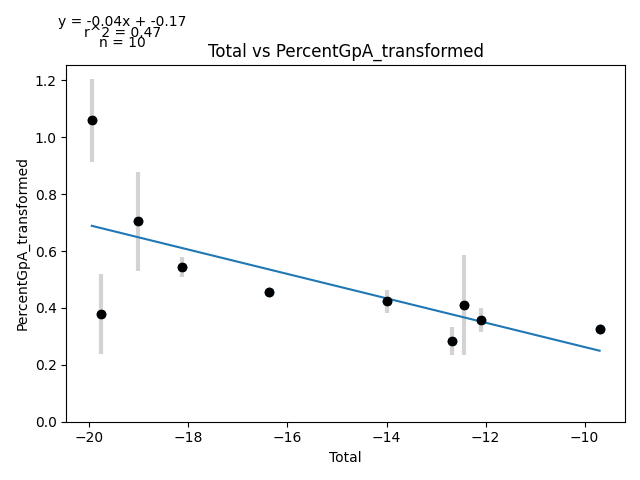 y = -0.04x + -0.17
r^2 = 0.47
n = 10
Total vs PercentGpA_transformed
PercentGpA_transformed
1.2
1.0
0.8
0.6
0.4
0.2
0.0
−20
−18
−16
−14
−12
−10
Total